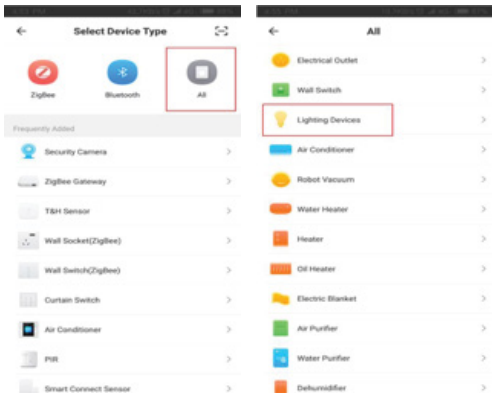 Select Device Type
ZigBee
Bluetooth
All
Frequently Added
Security Camera
ZigBee Gateway
T&H Sensor
Wall Socket(ZigBee)
Wall Switch(ZigBee)
Curtain Switch
Air Conditioner
PIR
Smart Connect Sensor
All
Electrical Outlet
Wall Switch
Lighting Devices
Air Conditioner
Robot Vacuum
Water Heater
Heater
Oil Heater
Electric Blanket
Air Purifier
Water Purifier
Dehumidifier